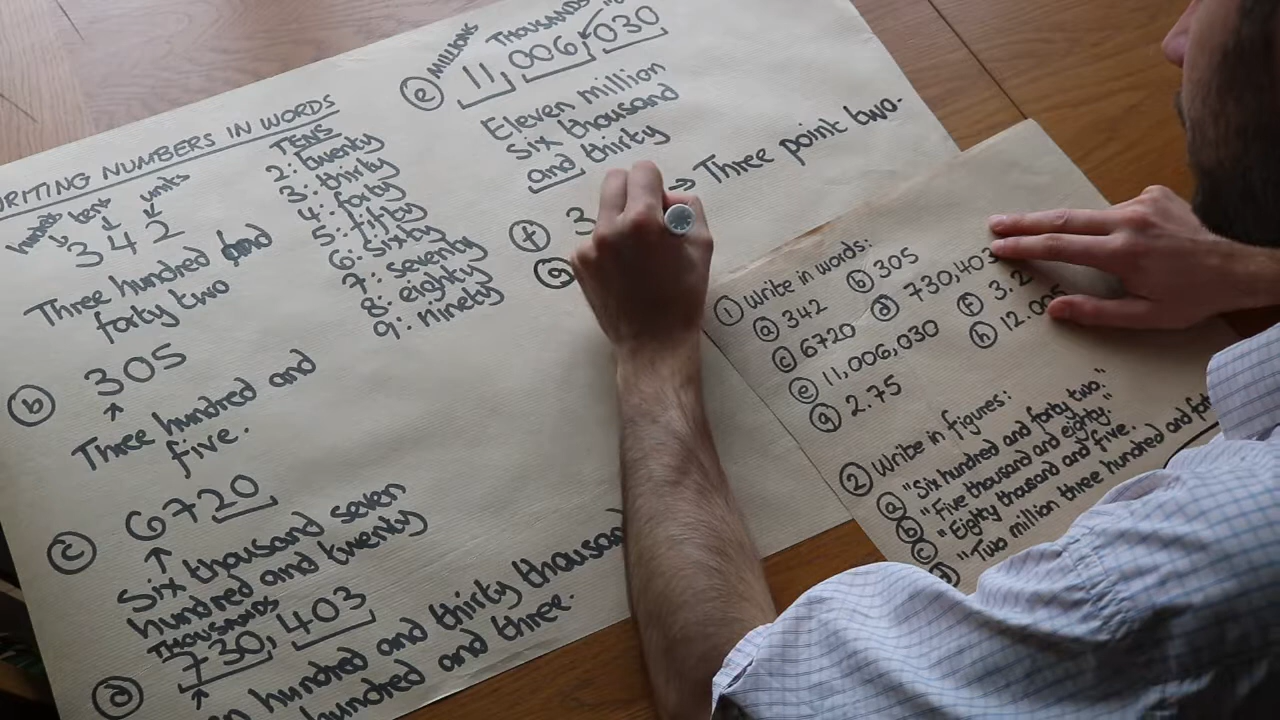 WRITING NUMBERS IN WORDS
hundreds tens units
3 4 2
Three hundred and
forty two
TENS
2: twenty
3: thirty
4: forty
5: fifty
6: sixty
7: seventy
8: eighty
9: ninety
b 305
Three hundred and
five.
c 6720
Six thousand seven
hundred and twenty
THOUSANDS
d 730,403
hundred and thirty thousan
hundred and three.
e MILLIONS THOUSANDS
11,006,030
Eleven million
six thousand
and thirty
f 3 → Three point two.
g
1 Write in words:
a 342 b 305
c 6720 d 730,403
e 11,006,030 f 3.2
g 2.75 h 12.005
2 Write in figures:
a "Six hundred and forty two."
b "Five thousand and eighty."
c "Eighty thousand and five.
d "Two million three hundred and